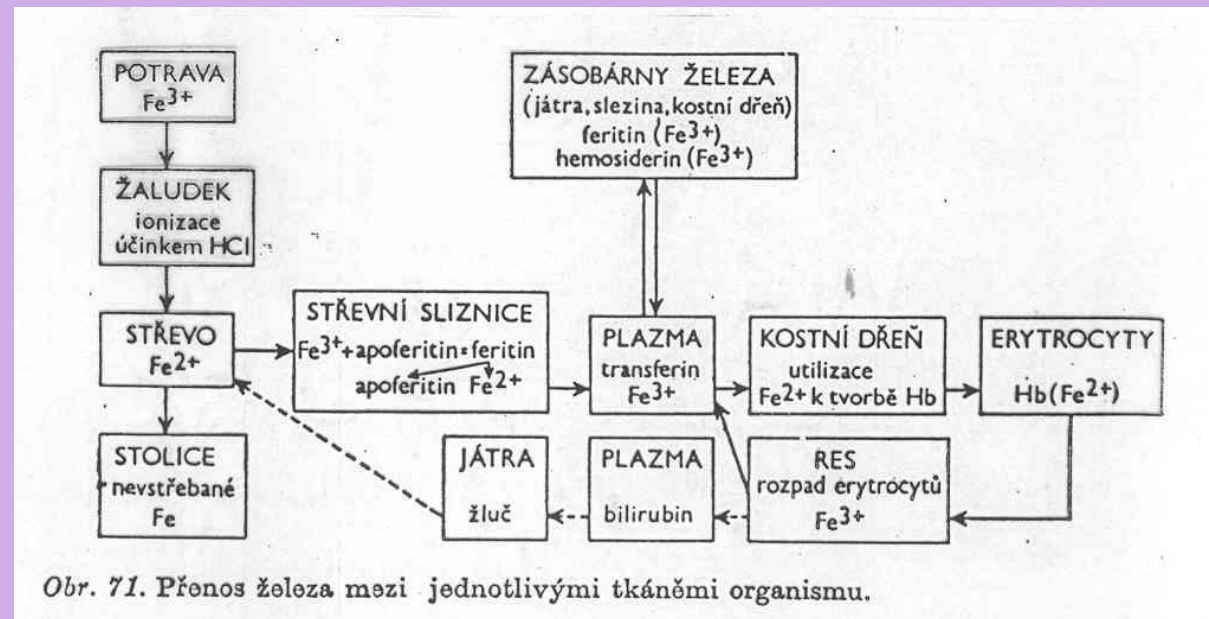 POTRAVA
Fe3+
ŽALUDEK
ionizace
účinkem HCl
STŘEVO
Fe2+
STOLICE
nevstřebané
Fe
STŘEVNÍ SLIZNICE
Fe3+ + apoferitin = feritin
apoferitin Fe2+
ZÁSOBÁRNY ŽELEZA
(játra, slezina, kostní dřeň)
feritin (Fe3+)
hemosiderin (Fe3+)
PLAZMA
transferin
Fe3+
KOSTNÍ DŘEŇ
utilizace
Fe2+ k tvorbě Hb
ERYTROCYTY
Hb(Fe2+)
JÁTRA
žluč
PLAZMA
bilirubin
RES
rozpad erytrocytů
Fe3+
Obr. 71. Přenos železa mezi jednotlivými tkáněmi organismu.